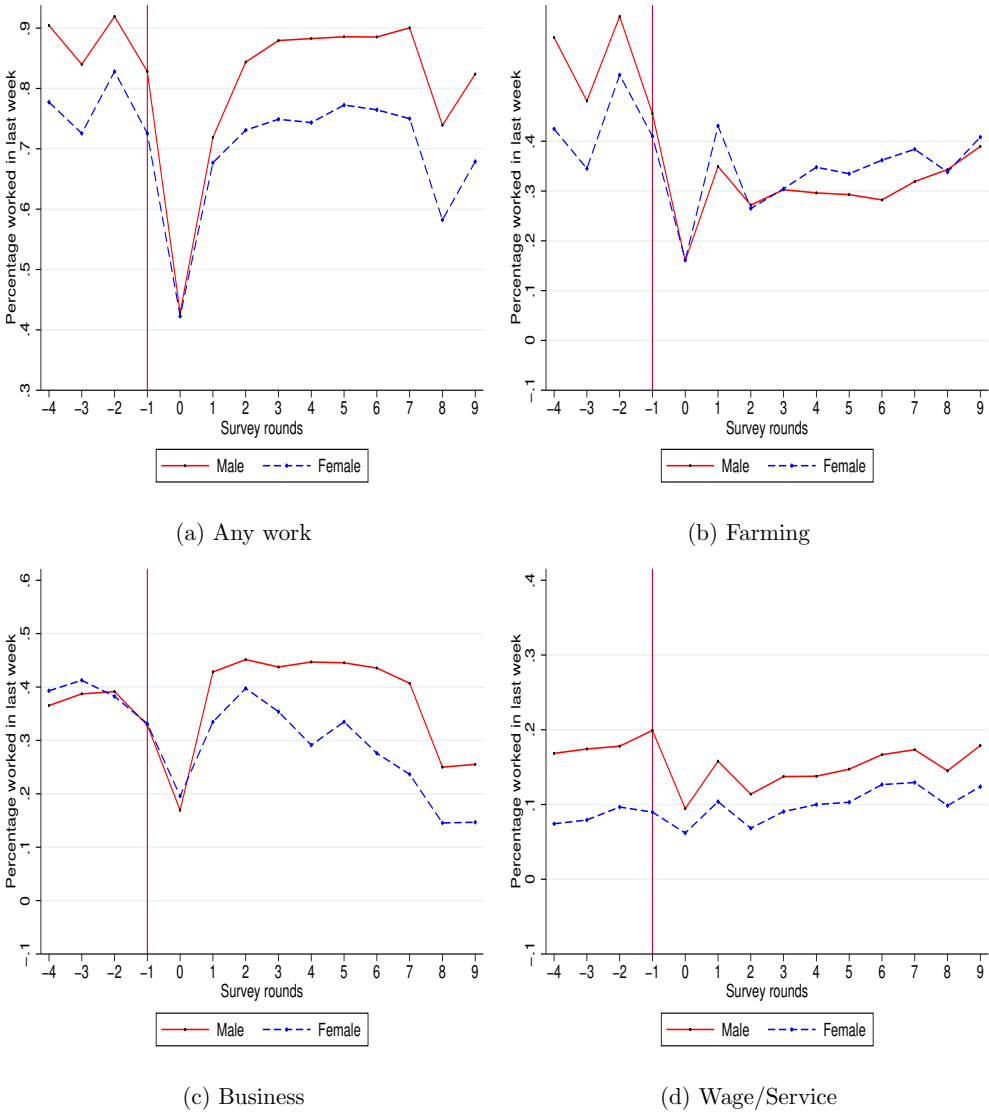 Percentage worked in last week
.3 .4 .5 .6 .7 .8 .9
−4 −3 −2 −1 0 1 2 3 4 5 6 7 8 9
Survey rounds
Male Female
(a) Any work
Percentage worked in last week
−.1 0 .1 .2 .3 .4
−4 −3 −2 −1 0 1 2 3 4 5 6 7 8 9
Survey rounds
Male Female
(b) Farming
Percentage worked in last week
−.1 0 .1 .2 .3 .4 .5 .6
−4 −3 −2 −1 0 1 2 3 4 5 6 7 8 9
Survey rounds
Male Female
(c) Business
Percentage worked in last week
−.1 0 .1 .2 .3 .4
−4 −3 −2 −1 0 1 2 3 4 5 6 7 8 9
Survey rounds
Male Female
(d) Wage/Service